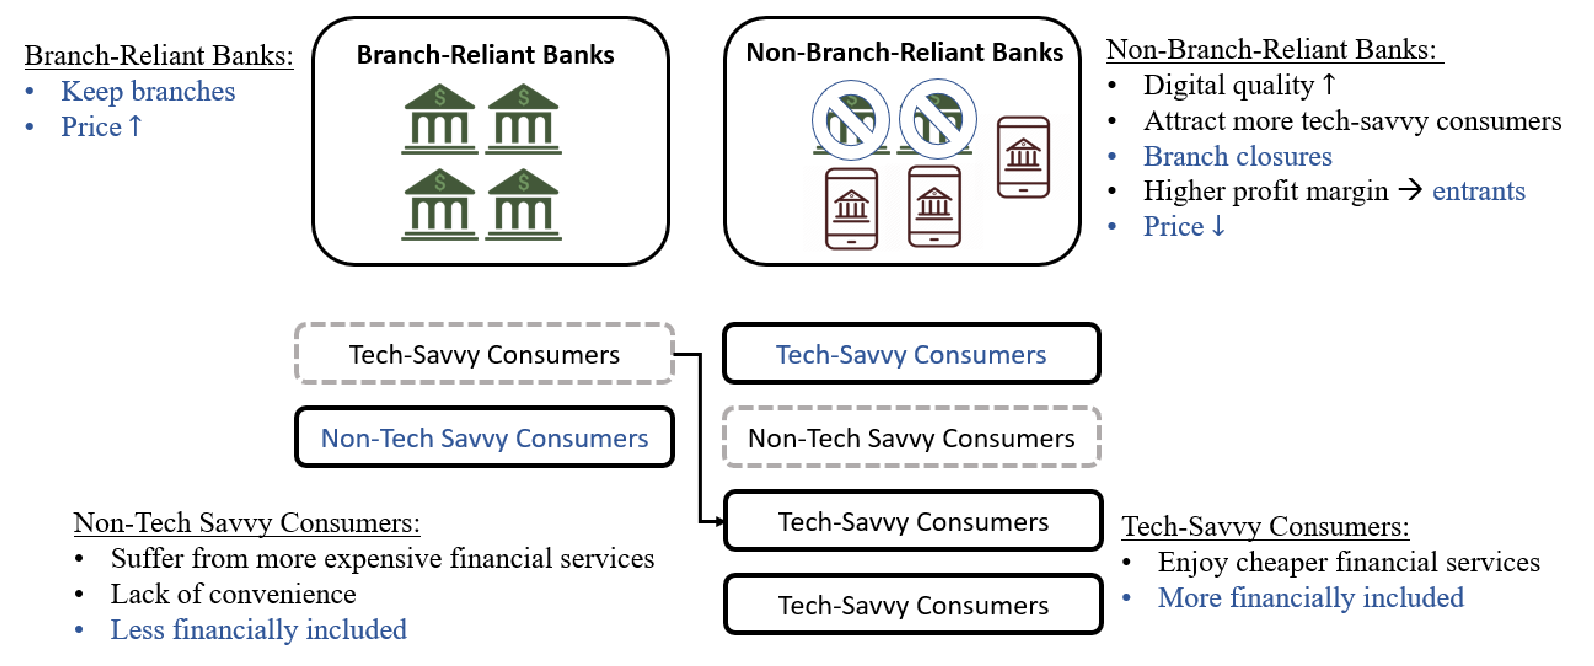 Branch-Reliant Banks:
• Keep branches
• Price ↑
Branch-Reliant Banks
$ $
$ $
Non-Branch-Reliant Banks
Non-Branch-Reliant Banks:
• Digital quality ↑
• Attract more tech-savvy consumers
• Branch closures
• Higher profit margin → entrants
• Price ↓
Tech-Savvy Consumers
Non-Tech Savvy Consumers
Tech-Savvy Consumers
Non-Tech Savvy Consumers
Tech-Savvy Consumers
Tech-Savvy Consumers
Non-Tech Savvy Consumers:
• Suffer from more expensive financial services
• Lack of convenience
• Less financially included
Tech-Savvy Consumers:
• Enjoy cheaper financial services
• More financially included